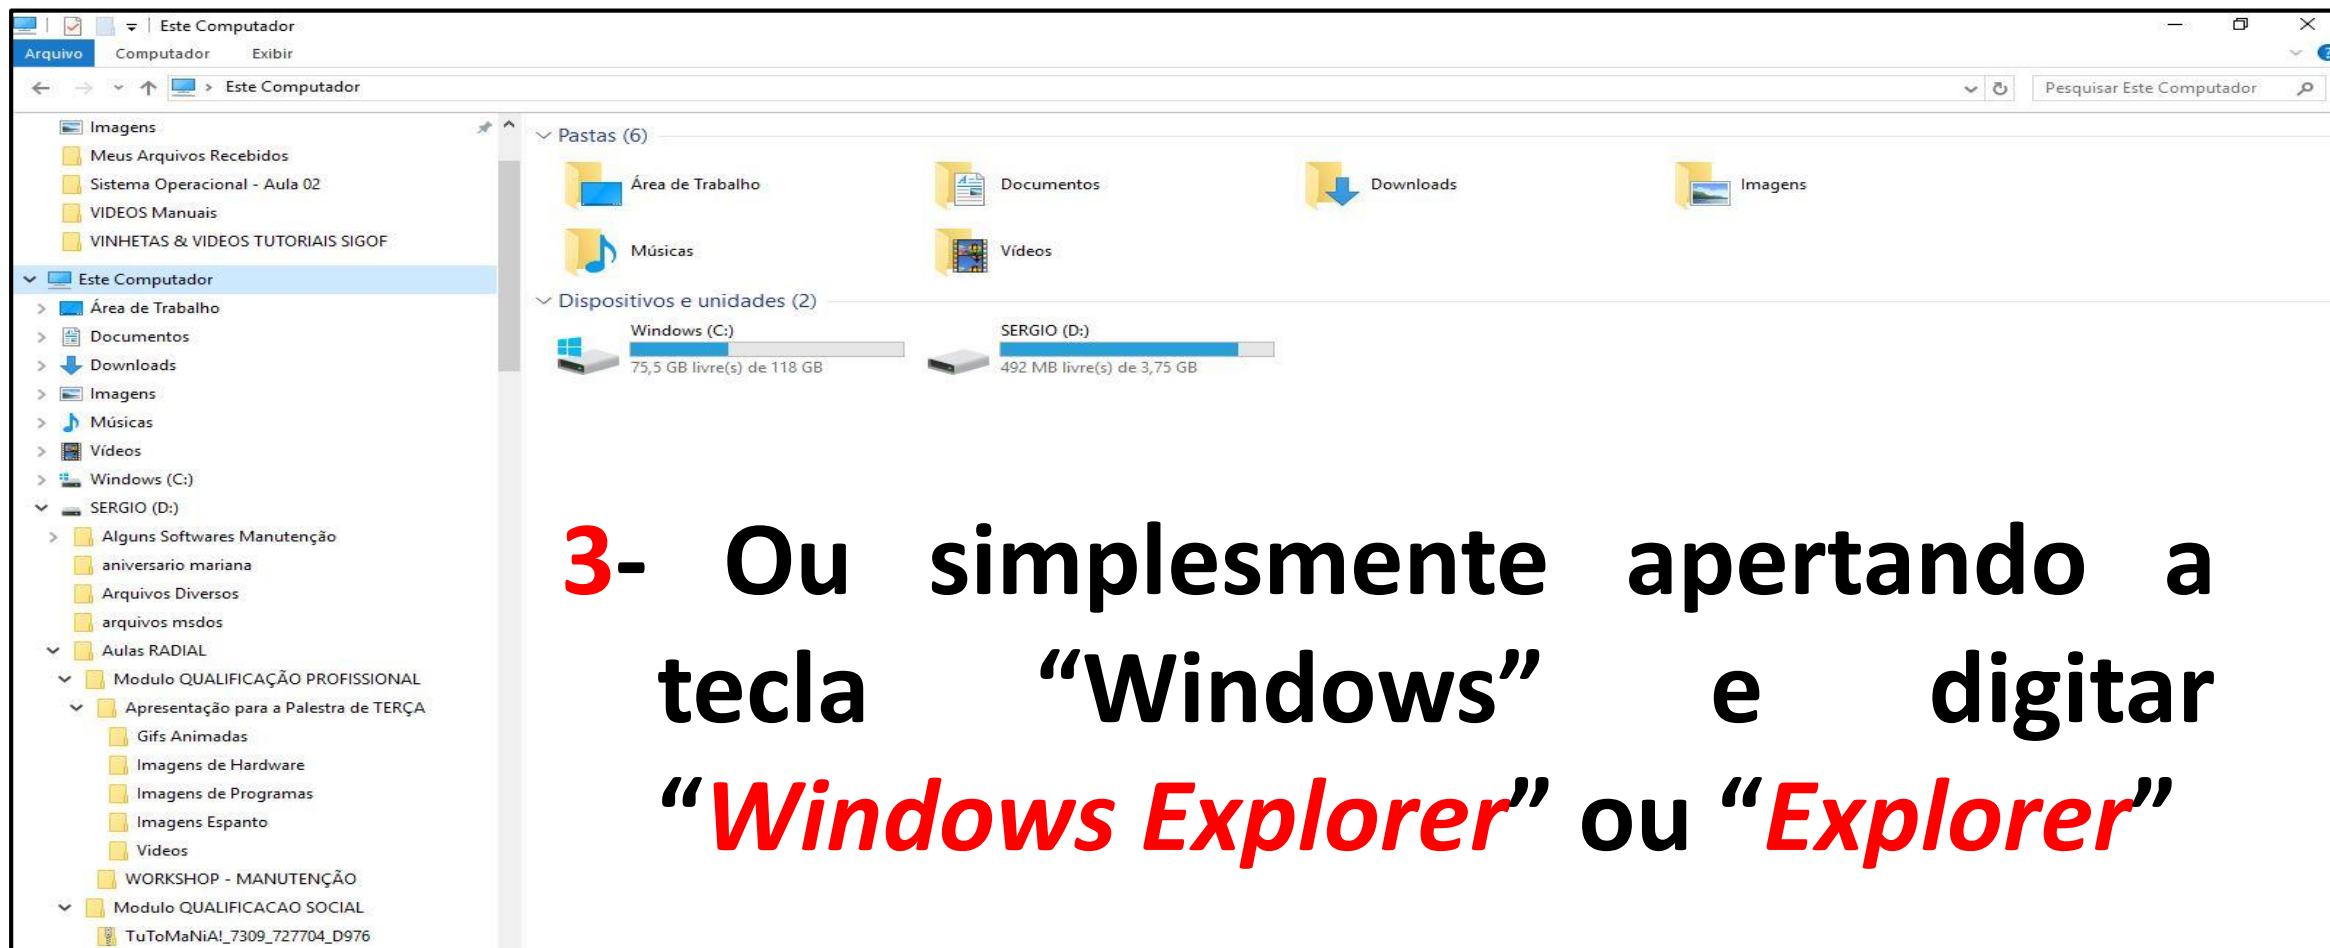 Este Computador
Arquivo Computador Exibir
Este Computador
Pesquisar Este Computador
Imagens
Meus Arquivos Recebidos
Sistema Operacional - Aula 02
VIDEOS Manuais
VINHETAS & VIDEOS TUTORIAIS SIGOF
Este Computador
Área de Trabalho
Documentos
Downloads
Imagens
Músicas
Vídeos
Windows (C:)
SERGIO (D:)
Alguns Softwares Manutenção
aniversario mariana
Arquivos Diversos
arquivos msdos
Aulas RADIAL
Modulo QUALIFICAÇÃO PROFISSIONAL
Apresentação para a Palestra de TERÇA
Gifs Animadas
Imagens de Hardware
Imagens de Programas
Imagens Espanto
Videos
WORKSHOP - MANUTENÇÃO
Modulo QUALIFICACAO SOCIAL
TuToMaNiA!_7309_727704_D976
Pastas (6)
Área de Trabalho
Documentos
Downloads
Imagens
Músicas
Vídeos
Dispositivos e unidades (2)
Windows (C:)
75,5 GB livre(s) de 118 GB
SERGIO (D:)
492 MB livre(s) de 3,75 GB
3- Ou simplesmente apertando a
tecla “Windows” e digitar
“Windows Explorer” ou “Explorer”